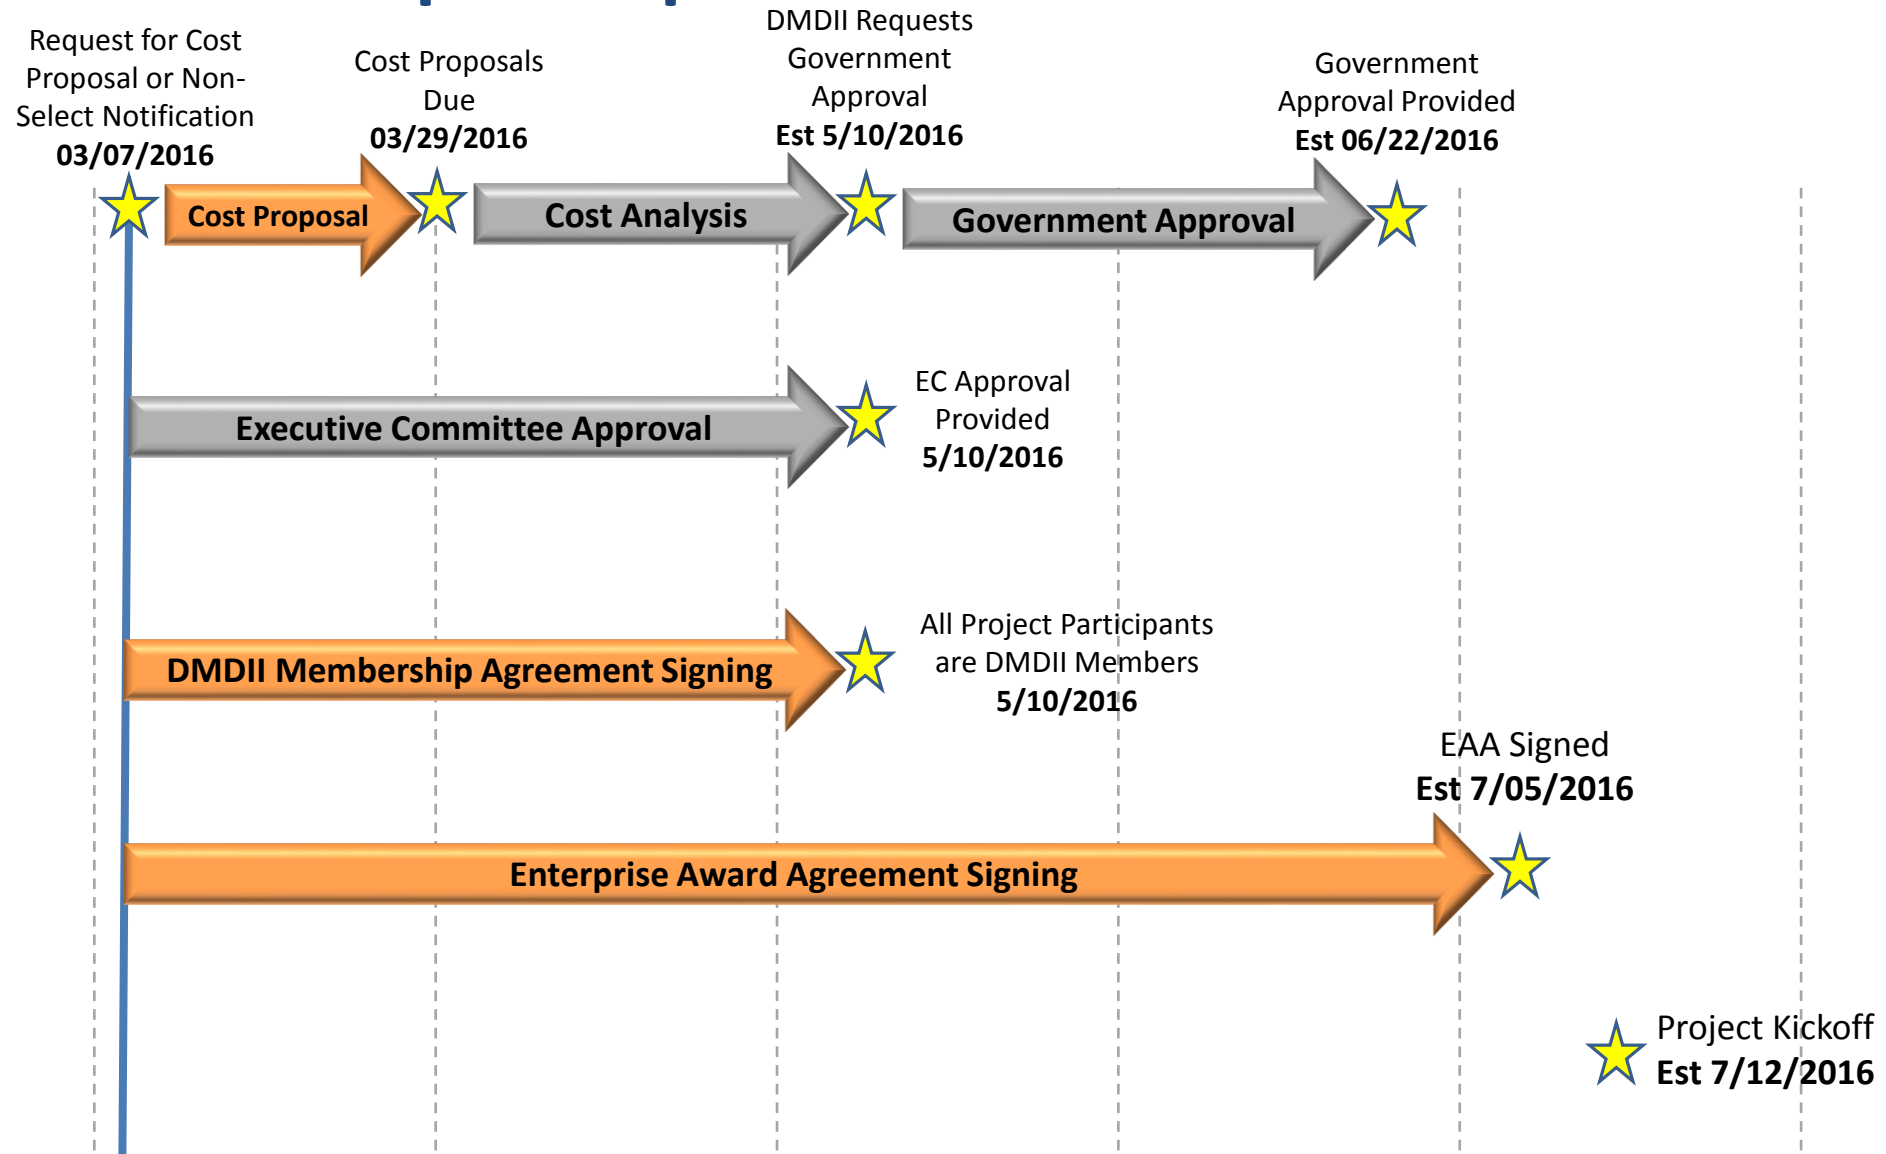 Request for Cost
Proposal or Non-
Select Notification
03/07/2016
Cost Proposals
Due
03/29/2016
DMDII Requests
Government
Approval
Est 5/10/2016
Government
Approval Provided
Est 06/22/2016
Cost Proposal
Cost Analysis
Government Approval
Executive Committee Approval
EC Approval
Provided
5/10/2016
DMDII Membership Agreement Signing
All Project Participants
are DMDII Members
5/10/2016
EAA Signed
Est 7/05/2016
Enterprise Award Agreement Signing
Project Kickoff
Est 7/12/2016